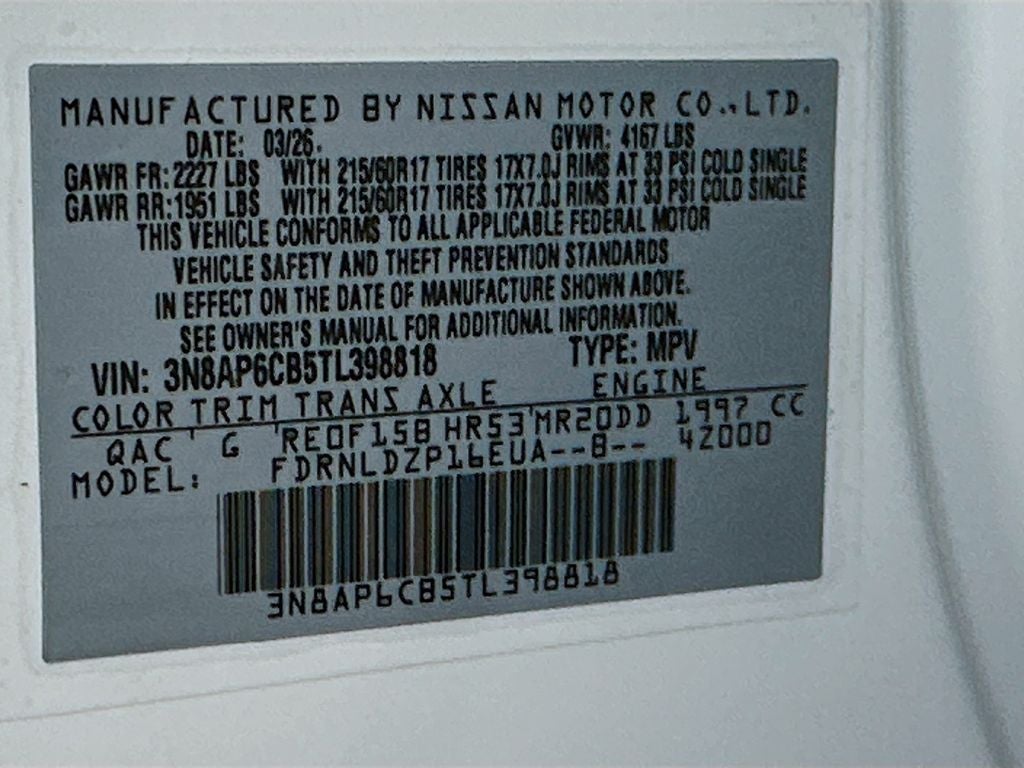 MANUFACTURED BY NISSAN MOTOR CO.,LTD.
DATE: 03/26. GVWR: 4167 LBS
GAWR FR:2227 LBS WITH 215/60R17 TIRES 17X7.0J RIMS AT 33 PSI COLD SINGLE
GAWR RR:1951 LBS WITH 215/60R17 TIRES 17X7.0J RIMS AT 33 PSI COLD SINGLE
THIS VEHICLE CONFORMS TO ALL APPLICABLE FEDERAL MOTOR
VEHICLE SAFETY AND THEFT PREVENTION STANDARDS
IN EFFECT ON THE DATE OF MANUFACTURE SHOWN ABOVE.
SEE OWNER'S MANUAL FOR ADDITIONAL INFORMATION.
VIN: 3N8AP6CB5TL398818 TYPE: MPV
COLOR TRIM TRANS AXLE ENGINE
QAC ' G 'RE0F15B HR53'MR20DD 1997 CC
MODEL: FDRNLDZP16EUA--B-- 42000
3N8AP6CB5TL398818